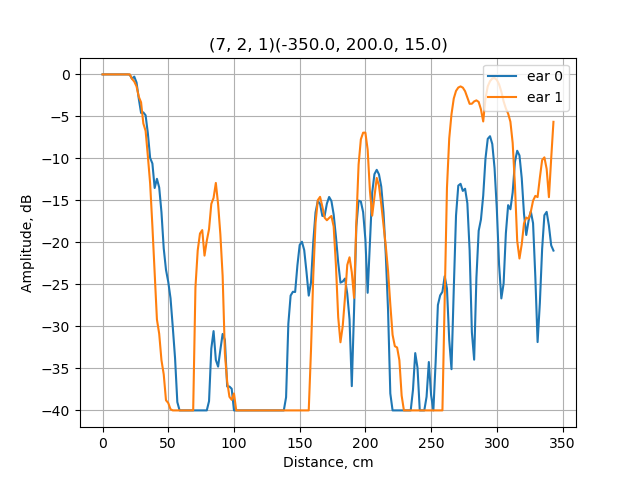 (7, 2, 1)(-350.0, 200.0, 15.0)
ear 0
ear 1
Amplitude, dB
0
−5
−10
−15
−20
−25
−30
−35
−40
0 50 100 150 200 250 300 350
Distance, cm